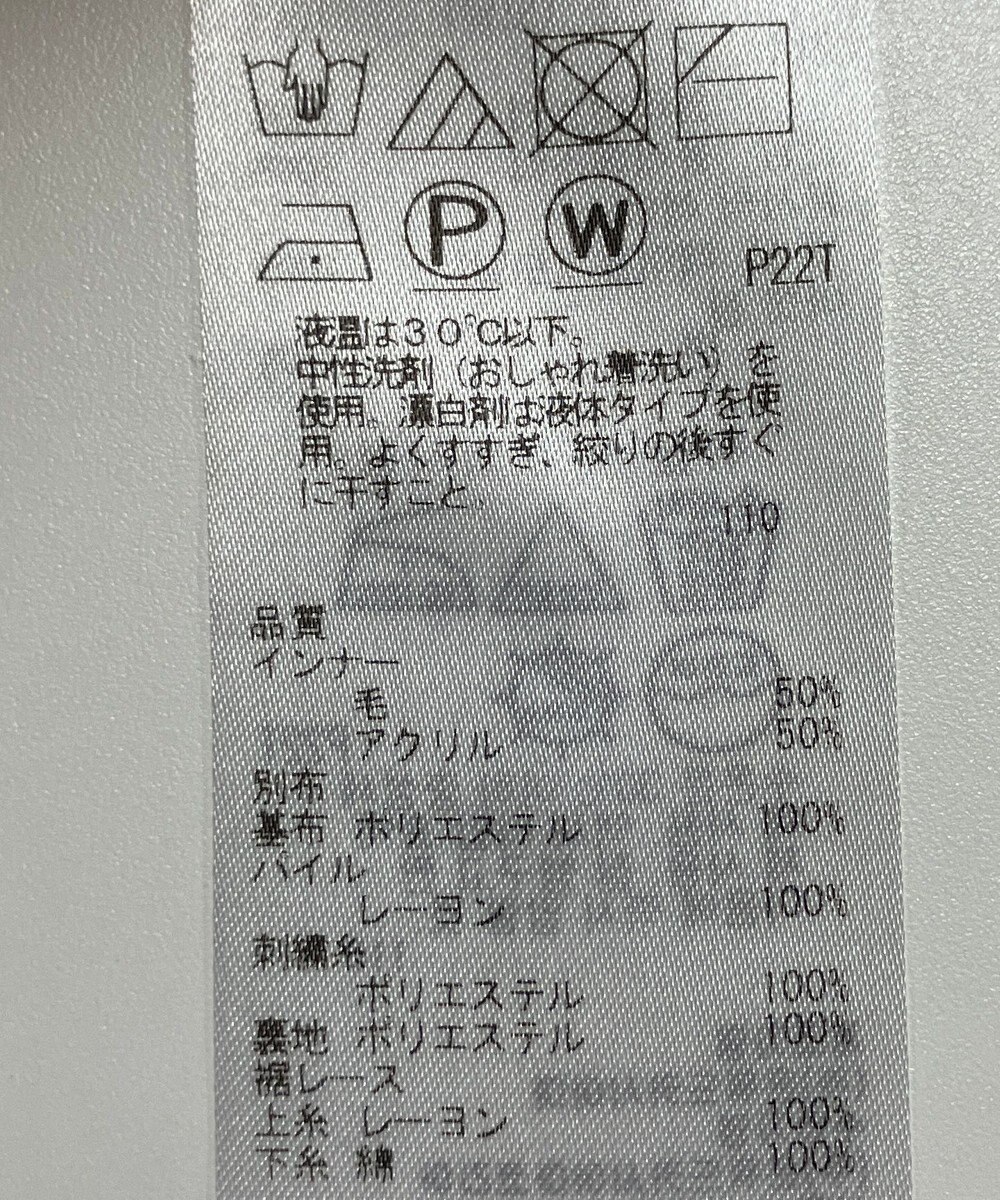 P
W
P22T
液温は30℃以下。
中性洗剤(おしゃれ着洗い)を
使用。漂白剤は液体タイプを使
用。よくすすぎ、絞りの後すぐ
に干すこと。
110
品質
インナー
毛 50%
アクリル 50%
別布
基布 ポリエステル 100%
パイル
レーヨン 100%
刺繍糸
ポリエステル 100%
裏地 ポリエステル 100%
裾レース
上糸 レーヨン 100%
下糸 綿 100%